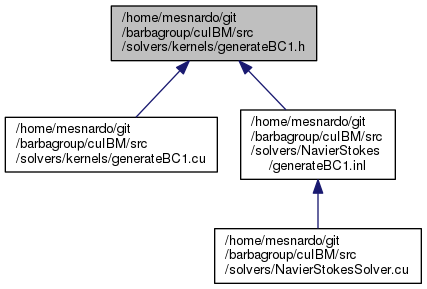 /home/mesnardo/git
/barbagroup/cuIBM/src
/solvers/kernels/generateBC1.h
/home/mesnardo/git
/barbagroup/cuIBM/src
/solvers/kernels/generateBC1.cu
/home/mesnardo/git
/barbagroup/cuIBM/src
/solvers/NavierStokes
/generateBC1.inl
/home/mesnardo/git
/barbagroup/cuIBM/src
/solvers/NavierStokesSolver.cu